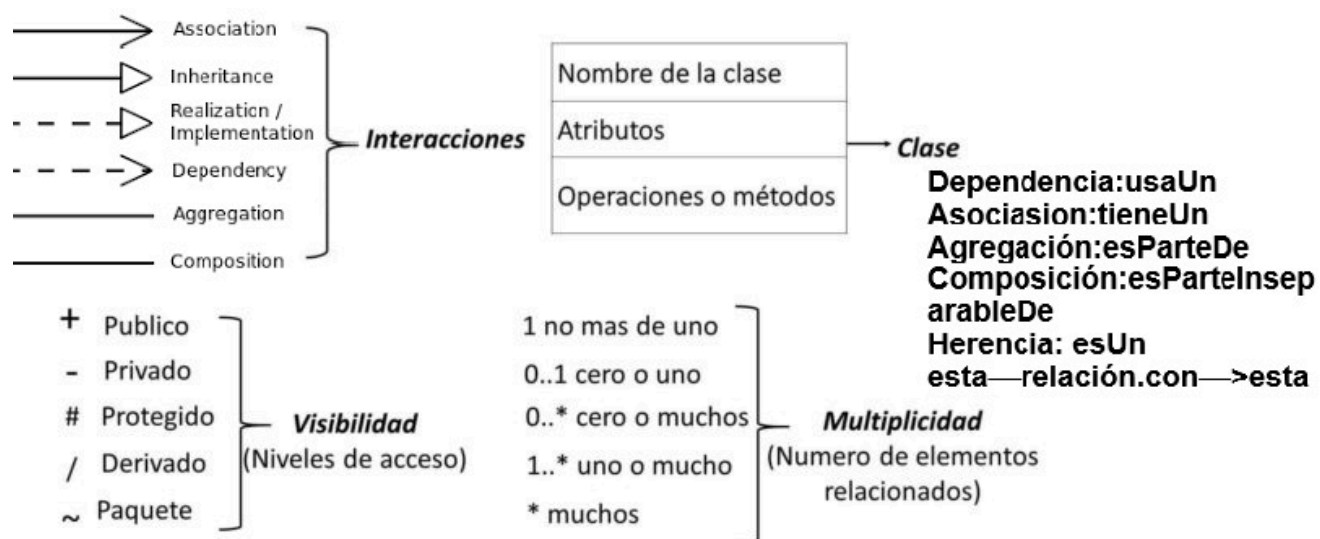 Association
Inheritance
Realization /
Implementation
Dependency
Aggregation
Composition
Interacciones
Nombre de la clase
Atributos
Operaciones o métodos
Clase
Dependencia:usaUn
Asociasion:tieneUn
Agregación:esParteDe
Composición:esParteInsep
arableDe
Herencia: esUn
esta—relación.con—>esta
+ Publico
- Privado
# Protegido
/ Derivado
~ Paquete
Visibilidad
(Niveles de acceso)
1 no mas de uno
0..1 cero o uno
0..* cero o muchos
1..* uno o mucho
* muchos
Multiplicidad
(Numero de elementos
relacionados)